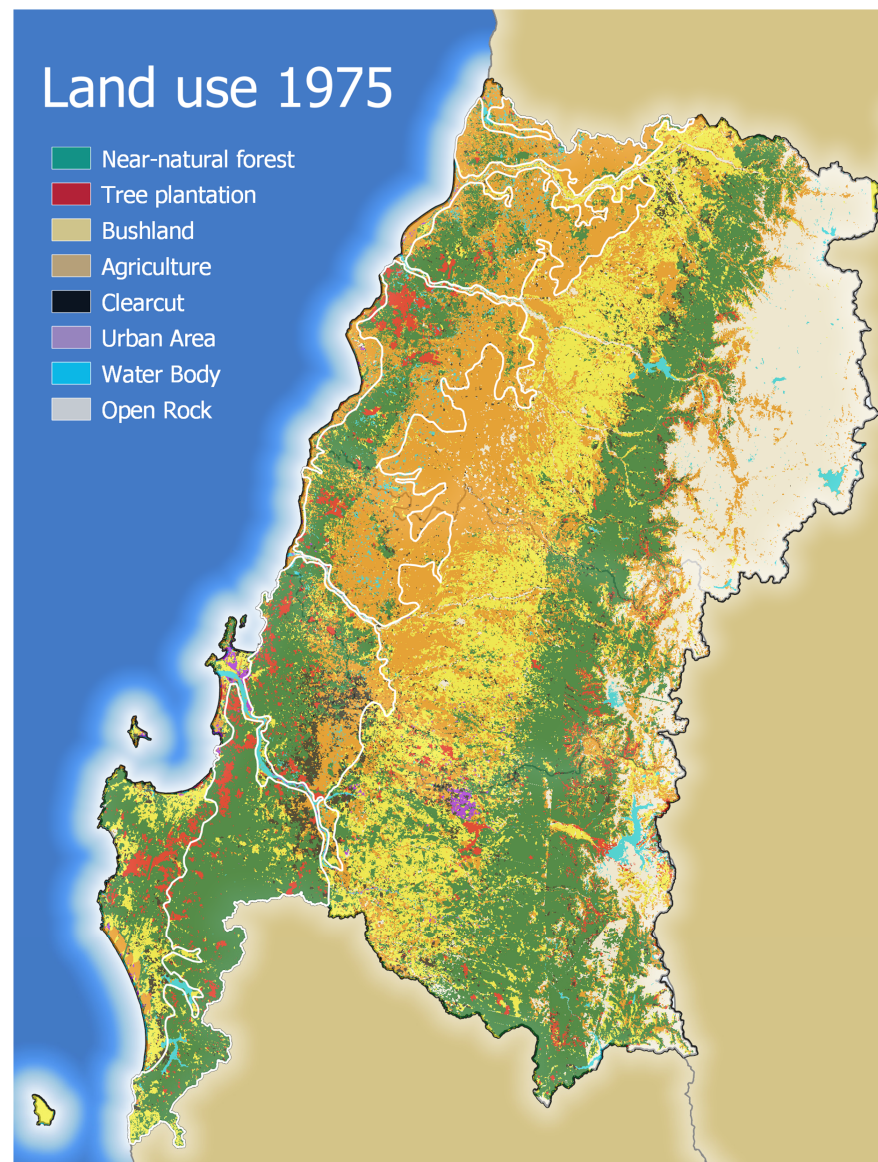 Land use 1975
Near-natural forest
Tree plantation
Bushland
Agriculture
Clearcut
Urban Area
Water Body
Open Rock